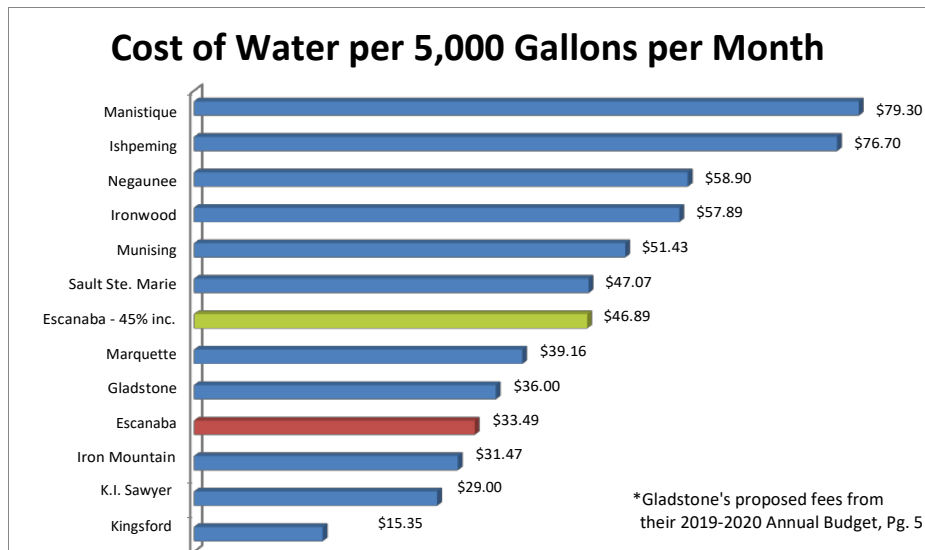 Cost of Water per 5,000 Gallons per Month
Manistique $79.30
Ishpeming $76.70
Negaunee $58.90
Ironwood $57.89
Munising $51.43
Sault Ste. Marie $47.07
Escanaba - 45% inc. $46.89
Marquette $39.16
Gladstone $36.00
Escanaba $33.49
Iron Mountain $31.47
K.I. Sawyer $29.00
Kingsford $15.35
*Gladstone's proposed fees from
their 2019-2020 Annual Budget, Pg. 5